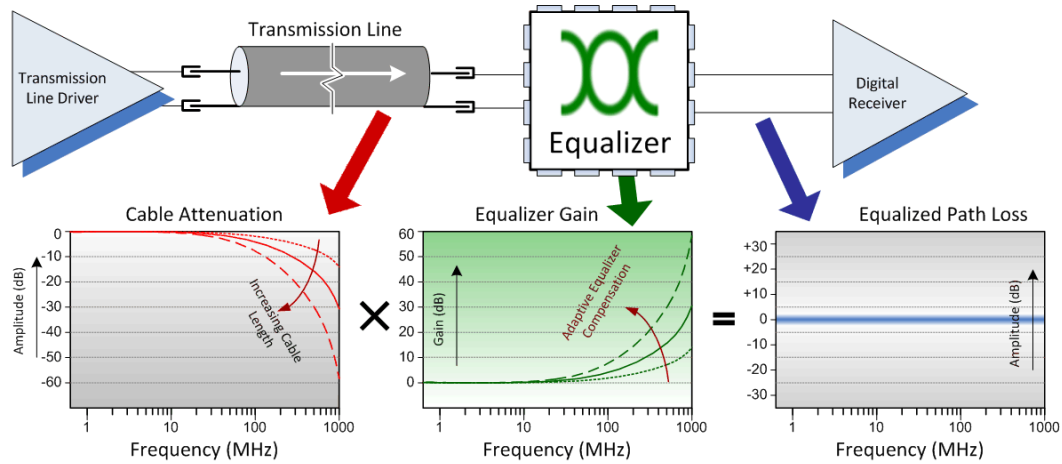 Transmission Line
Transmission
Line Driver
Equalizer
Digital
Receiver
Cable Attenuation
Amplitude (dB)
0
-10
-20
-30
-40
-50
-60
Increasing Cable
Length
1
10
100
1000
Frequency (MHz)
×
Equalizer Gain
Gain (dB)
60
50
40
30
20
10
0
Adaptive Equalizer
Compensation
1
10
100
1000
Frequency (MHz)
=
Equalized Path Loss
+30
+20
+10
0
-10
-20
-30
Amplitude (dB)
1
10
100
1000
Frequency (MHz)